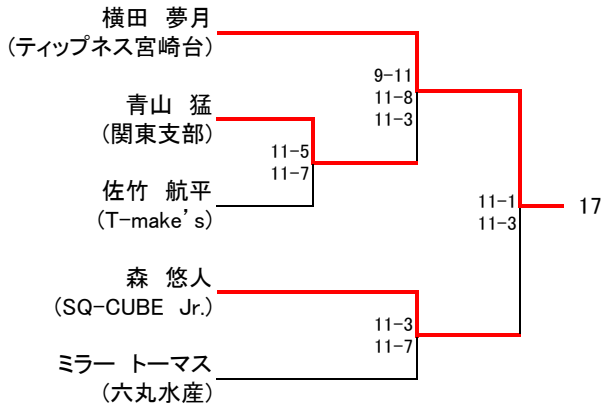 横田　夢月
(ティップネス宮崎台)
9-11
11-8
11-3
青山　猛
(関東支部)
11-5
11-7
佐竹　航平
(T-make's)
11-1
11-3
17
森　悠人
(SQ-CUBE Jr.)
11-3
11-7
ミラー　トーマス
(六丸水産)